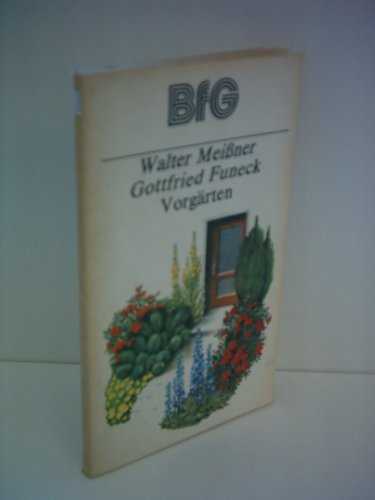 BfG
Walter Meißner
Gottfried Funeck
Vorgärten